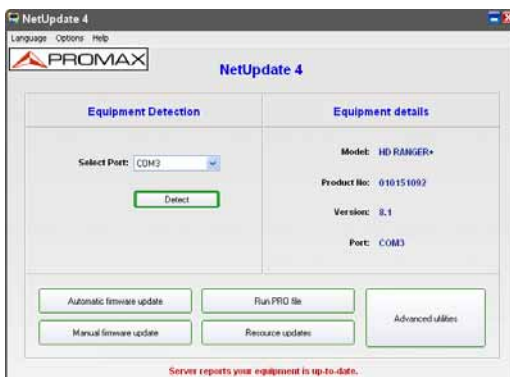 NetUpdate 4
Language Options Help
PROMAX
NetUpdate 4
Equipment Detection
Select Port: COM3
Detect
Equipment details
Model: HD RANGER+
Product No: 010151092
Version: 8.1
Port: COM3
Automatic firmware update
Run PRO file
Advanced utilities
Manual firmware update
Resource updates
Server reports your equipment is up-to-date.